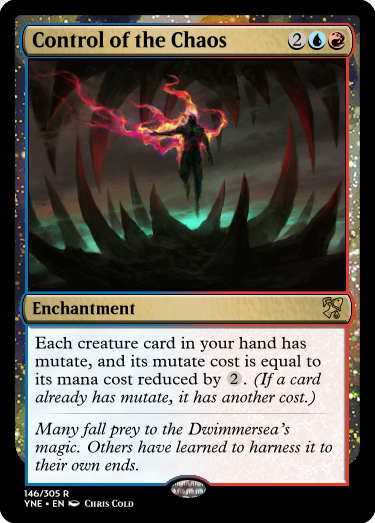 Control of the Chaos 2
Enchantment
Each creature card in your hand has
mutate, and its mutate cost is equal to
its mana cost reduced by 2. (If a card
already has mutate, it has another cost.)
Many fall prey to the Dwimmersea's
magic. Others have learned to harness it to
their own ends.
146/305 R
YNE • EN Chris Cold